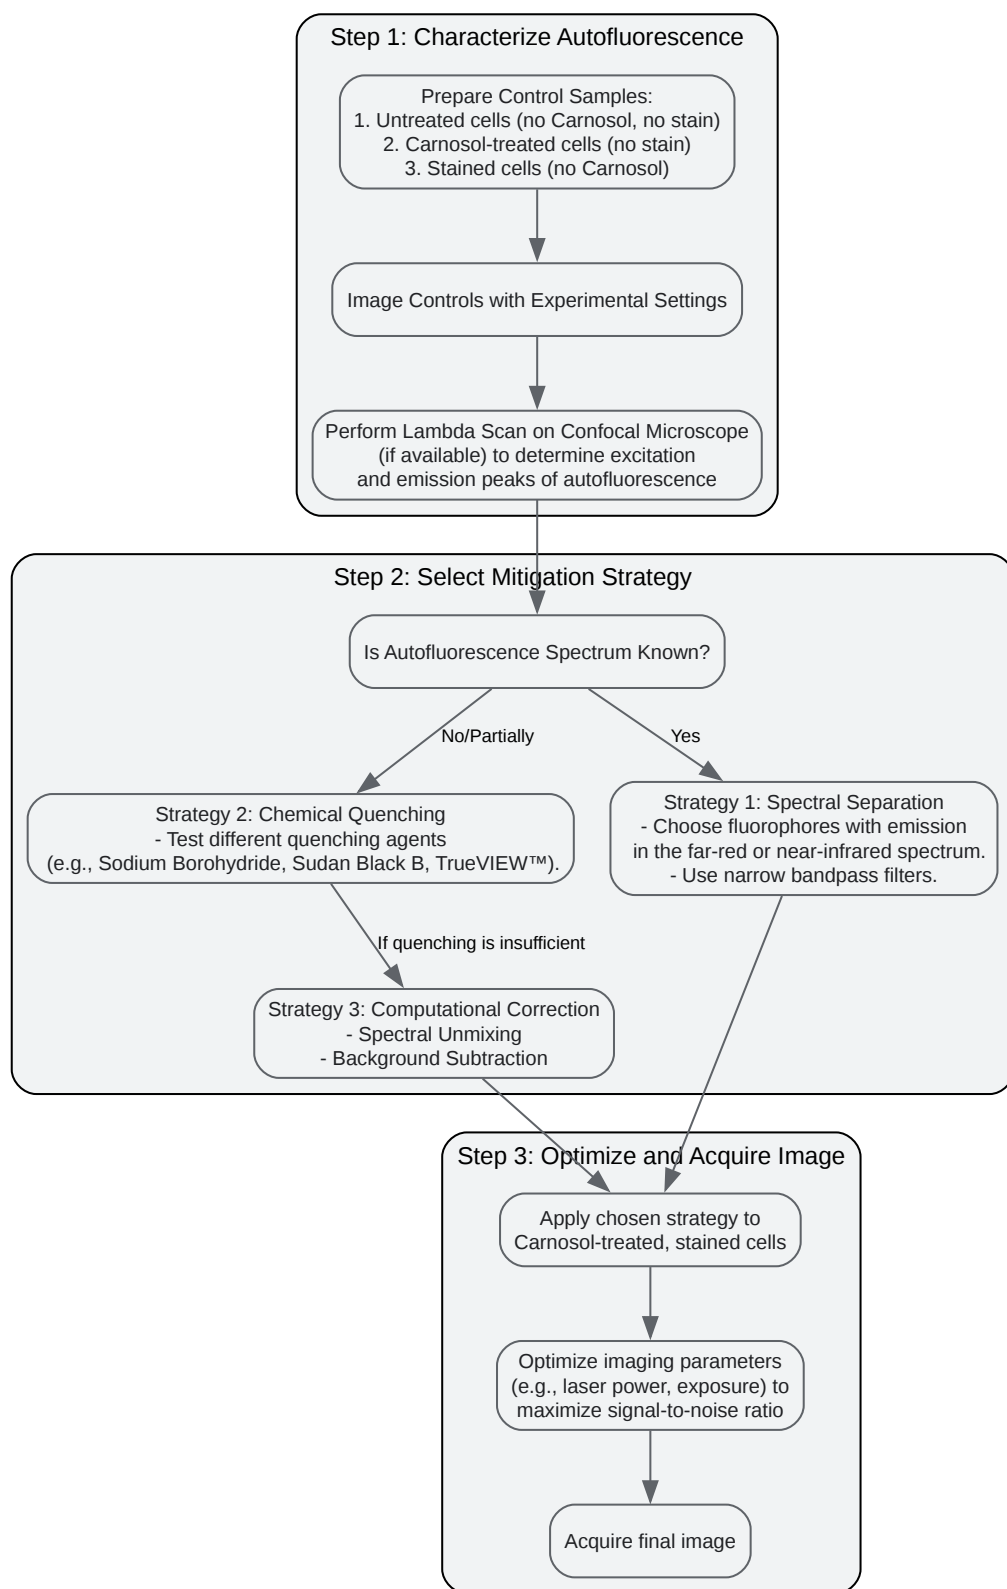 Step 1: Characterize Autofluorescence
Prepare Control Samples:
1. Untreated cells (no Carnosol, no stain)
2. Carnosol-treated cells (no stain)
3. Stained cells (no Carnosol)
Image Controls with Experimental Settings
Perform Lambda Scan on Confocal Microscope
(if available) to determine excitation
and emission peaks of autofluorescence
Step 2: Select Mitigation Strategy
Is Autofluorescence Spectrum Known?
No/Partially
Yes
Strategy 2: Chemical Quenching
- Test different quenching agents
(e.g., Sodium Borohydride, Sudan Black B, TrueVIEW™).
Strategy 1: Spectral Separation
- Choose fluorophores with emission
in the far-red or near-infrared spectrum.
- Use narrow bandpass filters.
If quenching is insufficient
Strategy 3: Computational Correction
- Spectral Unmixing
- Background Subtraction
Step 3: Optimize and Acquire Image
Apply chosen strategy to
Carnosol-treated, stained cells
Optimize imaging parameters
(e.g., laser power, exposure) to
maximize signal-to-noise ratio
Acquire final image